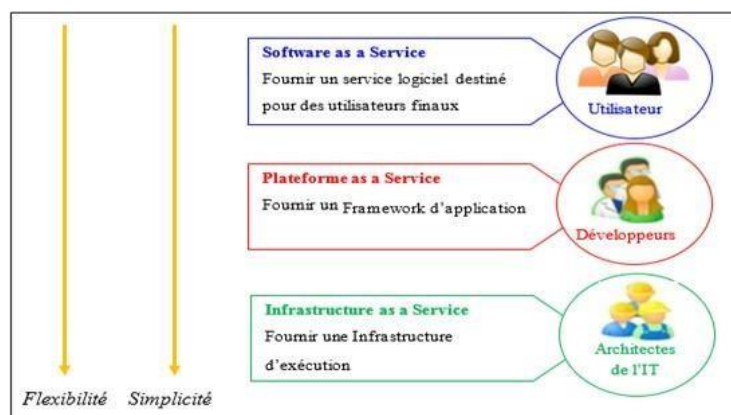 Software as a Service
Fournir un service logiciel destiné
pour des utilisateurs finaux
Utilisateur
Plateforme as a Service
Fournir un Framework d'application
Développeurs
Infrastructure as a Service
Fournir une Infrastructure
d'exécution
Architectes
de l'IT
Flexibilité Simplicité